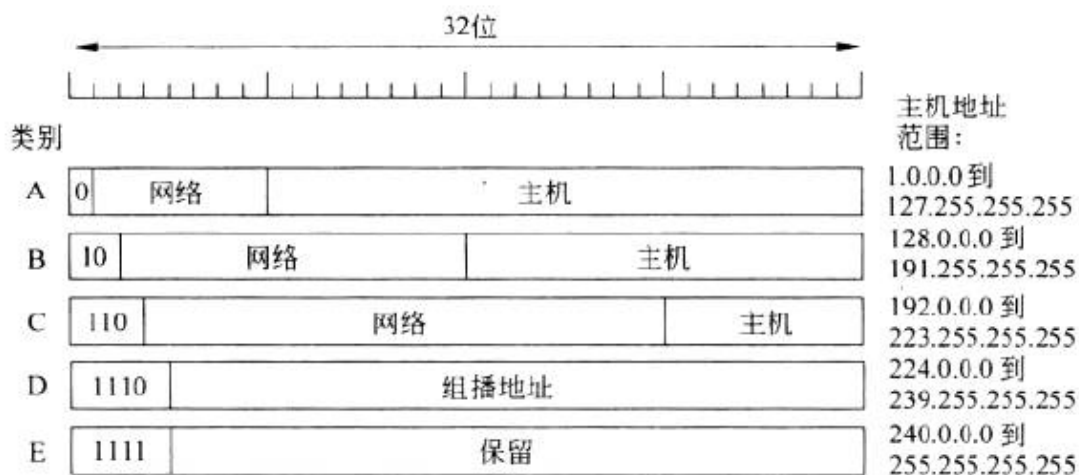 32位
主机地址
范围：
类别
A 0 网络 主机 1.0.0.0 到
127.255.255.255
B 10 网络 主机 128.0.0.0 到
191.255.255.255
C 110 网络 主机 192.0.0.0 到
223.255.255.255
D 1110 组播地址 224.0.0.0 到
239.255.255.255
E 1111 保留 240.0.0.0 到
255.255.255.255